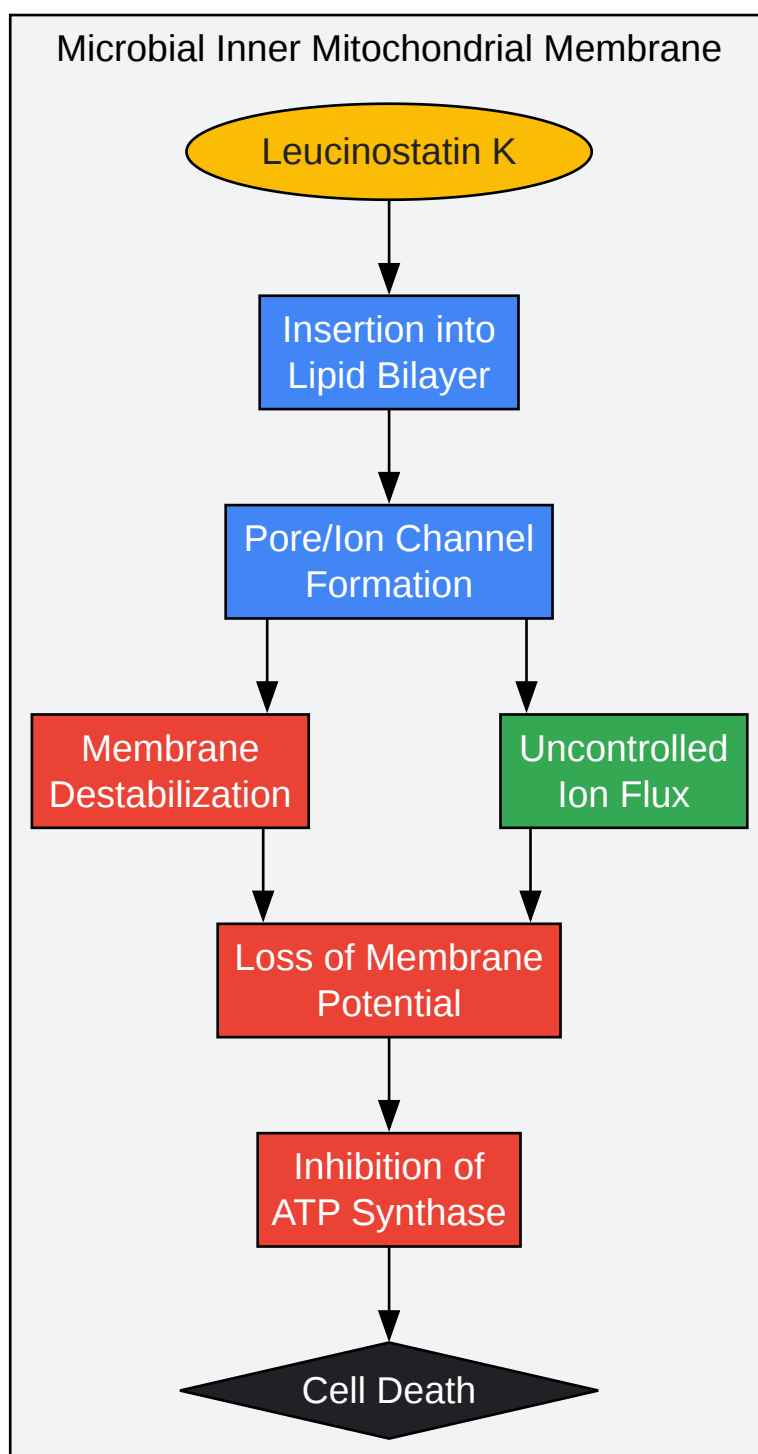 Microbial Inner Mitochondrial Membrane
Leucinostatin K
Insertion into
Lipid Bilayer
Pore/Ion Channel
Formation
Membrane
Destabilization
Uncontrolled
Ion Flux
Loss of Membrane
Potential
Inhibition of
ATP Synthase
Cell Death